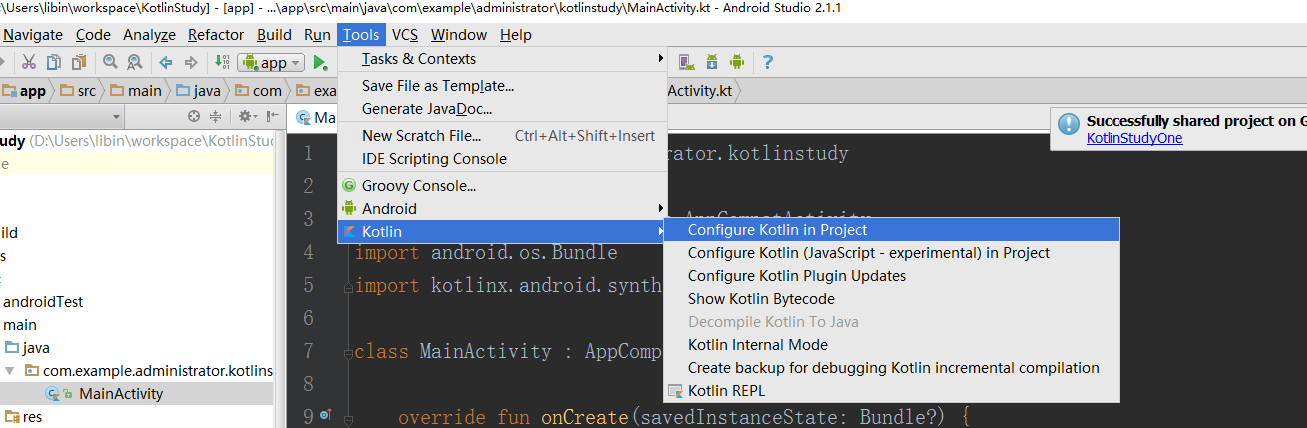 :\Users\libin\workspace\KotlinStudy] - [app] - ...\app\src\main\java\com\example\administrator\kotlinstudy\MainActivity.kt - Android Studio 2.1.1
Navigate Code Analyze Refactor Build Run Tools VCS Window Help
app
app src main java com exa Activity.kt
Tasks & Contexts
Save File as Template...
Generate JavaDoc...
New Scratch File... Ctrl+Alt+Shift+Insert
IDE Scripting Console
Groovy Console...
Android
Kotlin
Configure Kotlin in Project
Configure Kotlin (JavaScript - experimental) in Project
Configure Kotlin Plugin Updates
Show Kotlin Bytecode
Decompile Kotlin To Java
Kotlin Internal Mode
Create backup for debugging Kotlin incremental compilation
Kotlin REPL
Successfully shared project on G
KotlinStudyOne
udy (D:\Users\libin\workspace\KotlinStu
e
ild
s
androidTest
main
java
com.example.administrator.kotlins
MainActivity
res
Ma
1 rator.kotlinstudy
2
3 AppCompatActivity
4 import android.os.Bundle
5 import kotlinx.android.synth
6
7 class MainActivity : AppComp
8
9 override fun onCreate(savedInstanceState: Bundle?) {